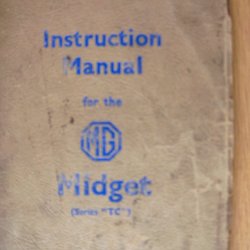 Instruction
Manual
for the
MG
Midget
(Series "TC")